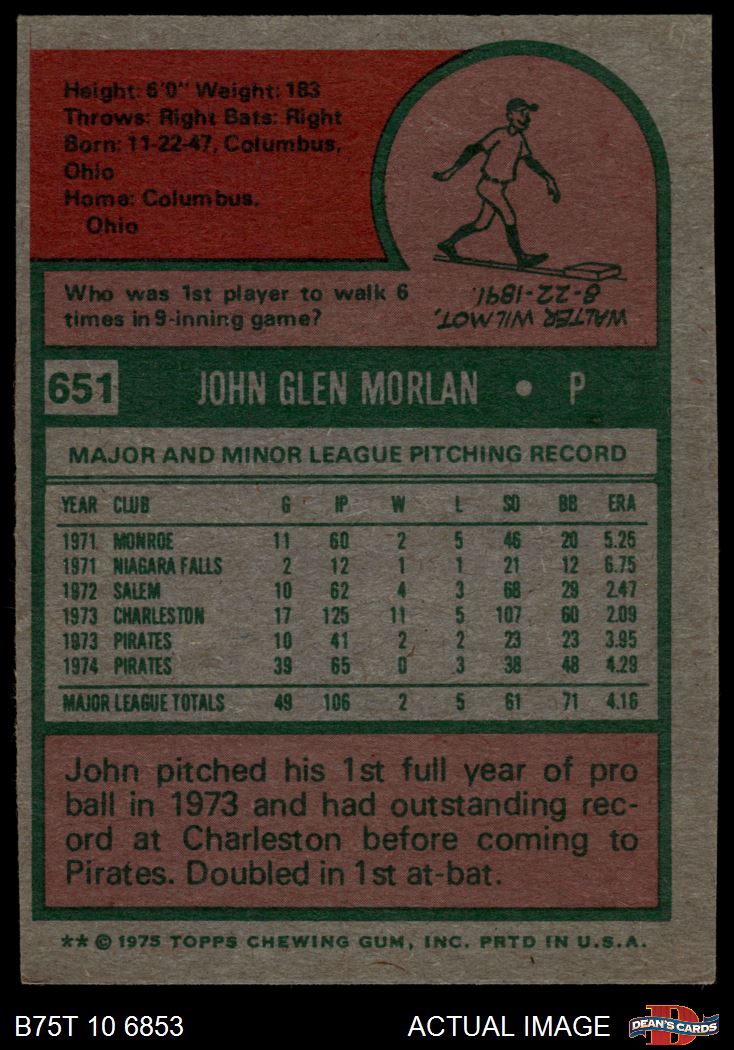 Height: 6'0" Weight: 183
Throws: Right Bats: Right
Born: 11-22-47, Columbus,
Ohio
Home: Columbus,
Ohio
Who was 1st player to walk 6
times in 9-inning game?
WALTER WILMOT,
8-22-1891.
651 JOHN GLEN MORLAN • P
MAJOR AND MINOR LEAGUE PITCHING RECORD
YEAR CLUB G IP W L SO BB ERA
1971 MONROE 11 60 2 5 46 20 5.25
1971 NIAGARA FALLS 2 12 1 1 21 12 6.75
1972 SALEM 10 62 4 3 68 29 2.47
1973 CHARLESTON 17 125 11 5 107 60 2.09
1973 PIRATES 10 41 2 2 23 23 3.95
1974 PIRATES 39 65 0 3 38 48 4.29
MAJOR LEAGUE TOTALS 49 106 2 5 61 71 4.16
John pitched his 1st full year of pro
ball in 1973 and had outstanding rec-
ord at Charleston before coming to
Pirates. Doubled in 1st at-bat.
** © 1975 TOPPS CHEWING GUM, INC. PRTD IN U.S.A.
B75T 10 6853 ACTUAL IMAGE DEAN'S CARDS